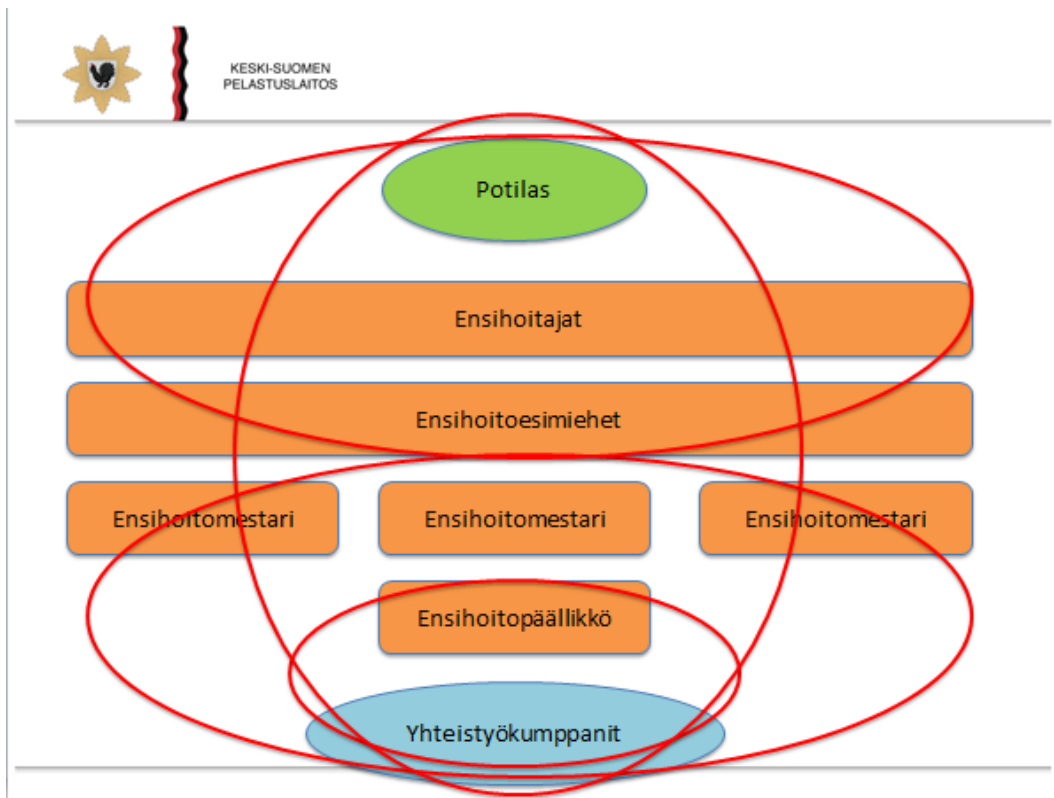 KESKI-SUOMEN
PELASTUSLAITOS
Potilas
Ensihoitajat
Ensihoitoesimiehet
Ensihoitomestari
Ensihoitomestari
Ensihoitomestari
Ensihoitopäällikkö
Yhteistyökumppanit